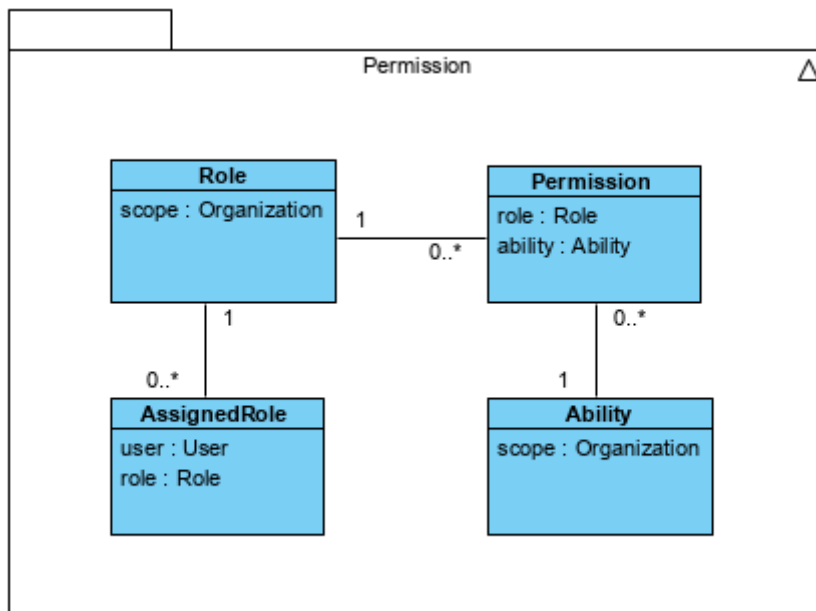 Permission
Role
scope : Organization
1
0..*
Permission
role : Role
ability : Ability
1
0..*
0..*
1
AssignedRole
user : User
role : Role
Ability
scope : Organization